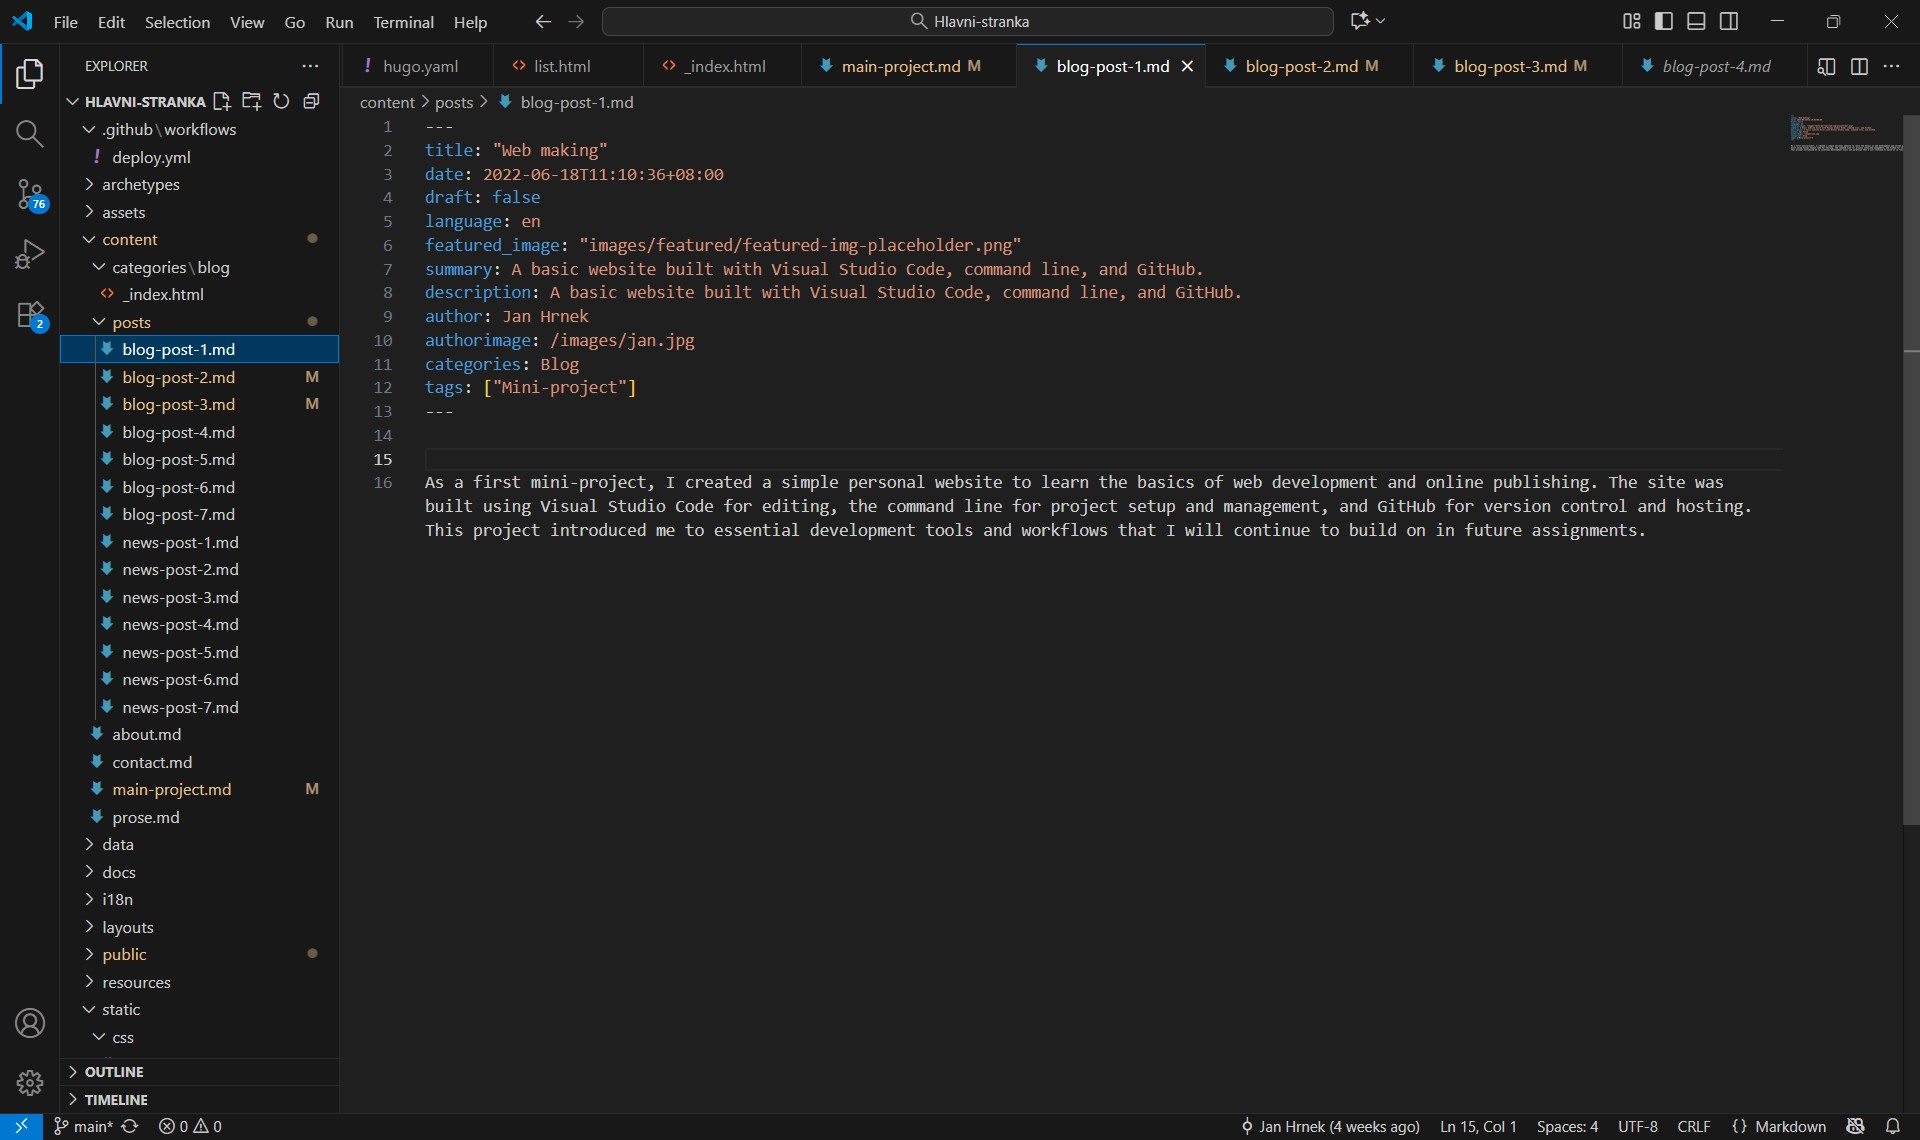 File Edit Selection View Go Run Terminal Help
Hlavni-stranka
EXPLORER
HLAVNI-STRANKA
.github\workflows
deploy.yml
archetypes
assets
content
categories\blog
_index.html
posts
blog-post-1.md
blog-post-2.md M
blog-post-3.md M
blog-post-4.md
blog-post-5.md
blog-post-6.md
blog-post-7.md
news-post-1.md
news-post-2.md
news-post-3.md
news-post-4.md
news-post-5.md
news-post-6.md
news-post-7.md
about.md
contact.md
main-project.md M
prose.md
data
docs
i18n
layouts
public
resources
static
css
OUTLINE
TIMELINE
76
2
hugo.yaml list.html _index.html main-project.md M blog-post-1.md blog-post-2.md M blog-post-3.md M blog-post-4.md
content > posts > blog-post-1.md
1 ---
2 title: "Web making"
3 date: 2022-06-18T11:10:36+08:00
4 draft: false
5 language: en
6 featured_image: "images/featured/featured-img-placeholder.png"
7 summary: A basic website built with Visual Studio Code, command line, and GitHub.
8 description: A basic website built with Visual Studio Code, command line, and GitHub.
9 author: Jan Hrnek
10 authorimage: /images/jan.jpg
11 categories: Blog
12 tags: ["Mini-project"]
13 ---
14
15
16 As a first mini-project, I created a simple personal website to learn the basics of web development and online publishing. The site was
built using Visual Studio Code for editing, the command line for project setup and management, and GitHub for version control and hosting.
This project introduced me to essential development tools and workflows that I will continue to build on in future assignments.
main* 0 0 Jan Hrnek (4 weeks ago) Ln 15, Col 1 Spaces: 4 UTF-8 CRLF {} Markdown